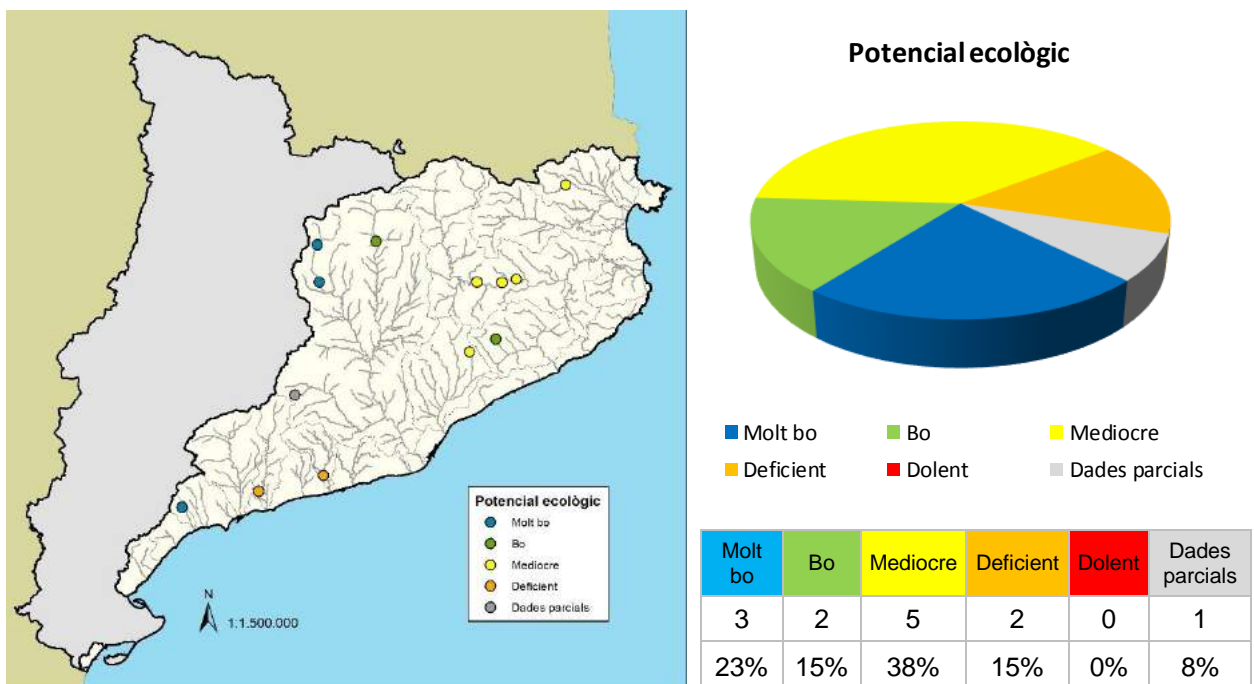 Potencial ecològic
Molt bo
Bo
Mediocre
Deficient
Dades parcials
N
1:1.500.000
Potencial ecològic
Molt bo Bo Mediocre
Deficient Dolent Dades parcials
Molt bo Bo Mediocre Deficient Dolent Dades parcials
3 2 5 2 0 1
23% 15% 38% 15% 0% 8%